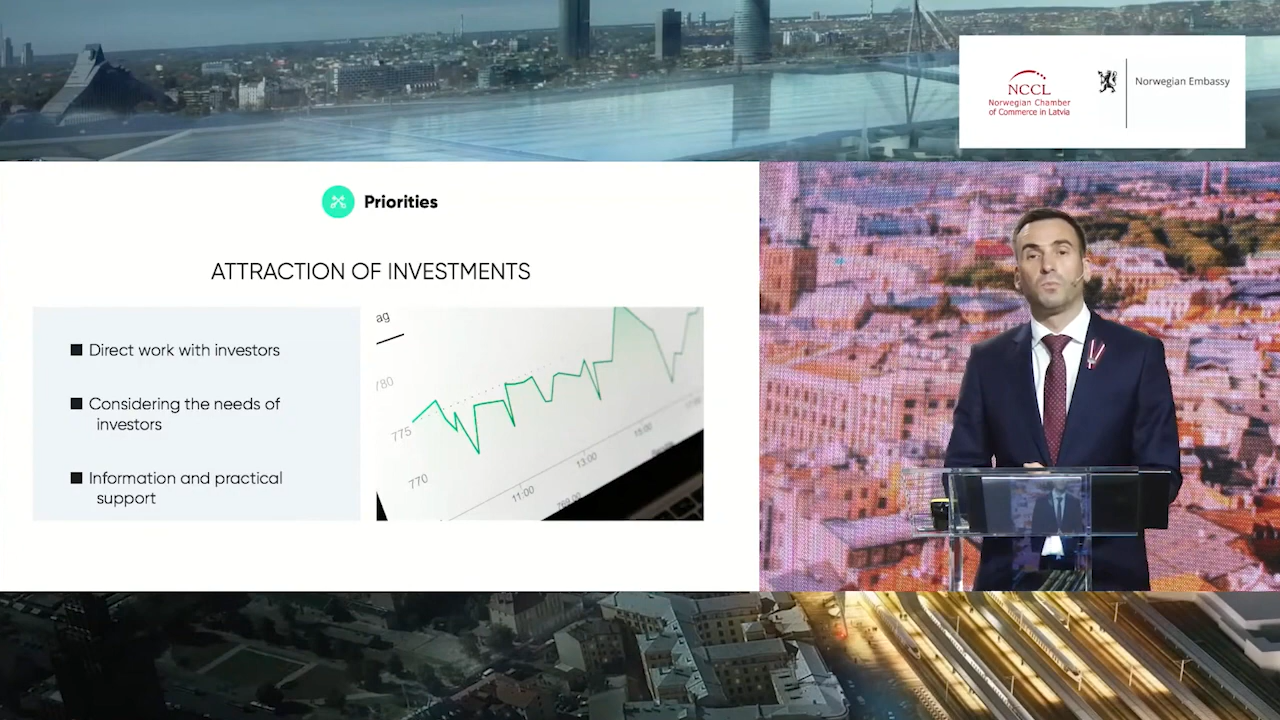 NCCL
Norwegian Chamber
of Commerce in Latvia
Norwegian Embassy
Priorities
ATTRACTION OF INVESTMENTS
■ Direct work with investors
■ Considering the needs of
investors
■ Information and practical
support
ag
780
775
770
11:00
13:00
15:00